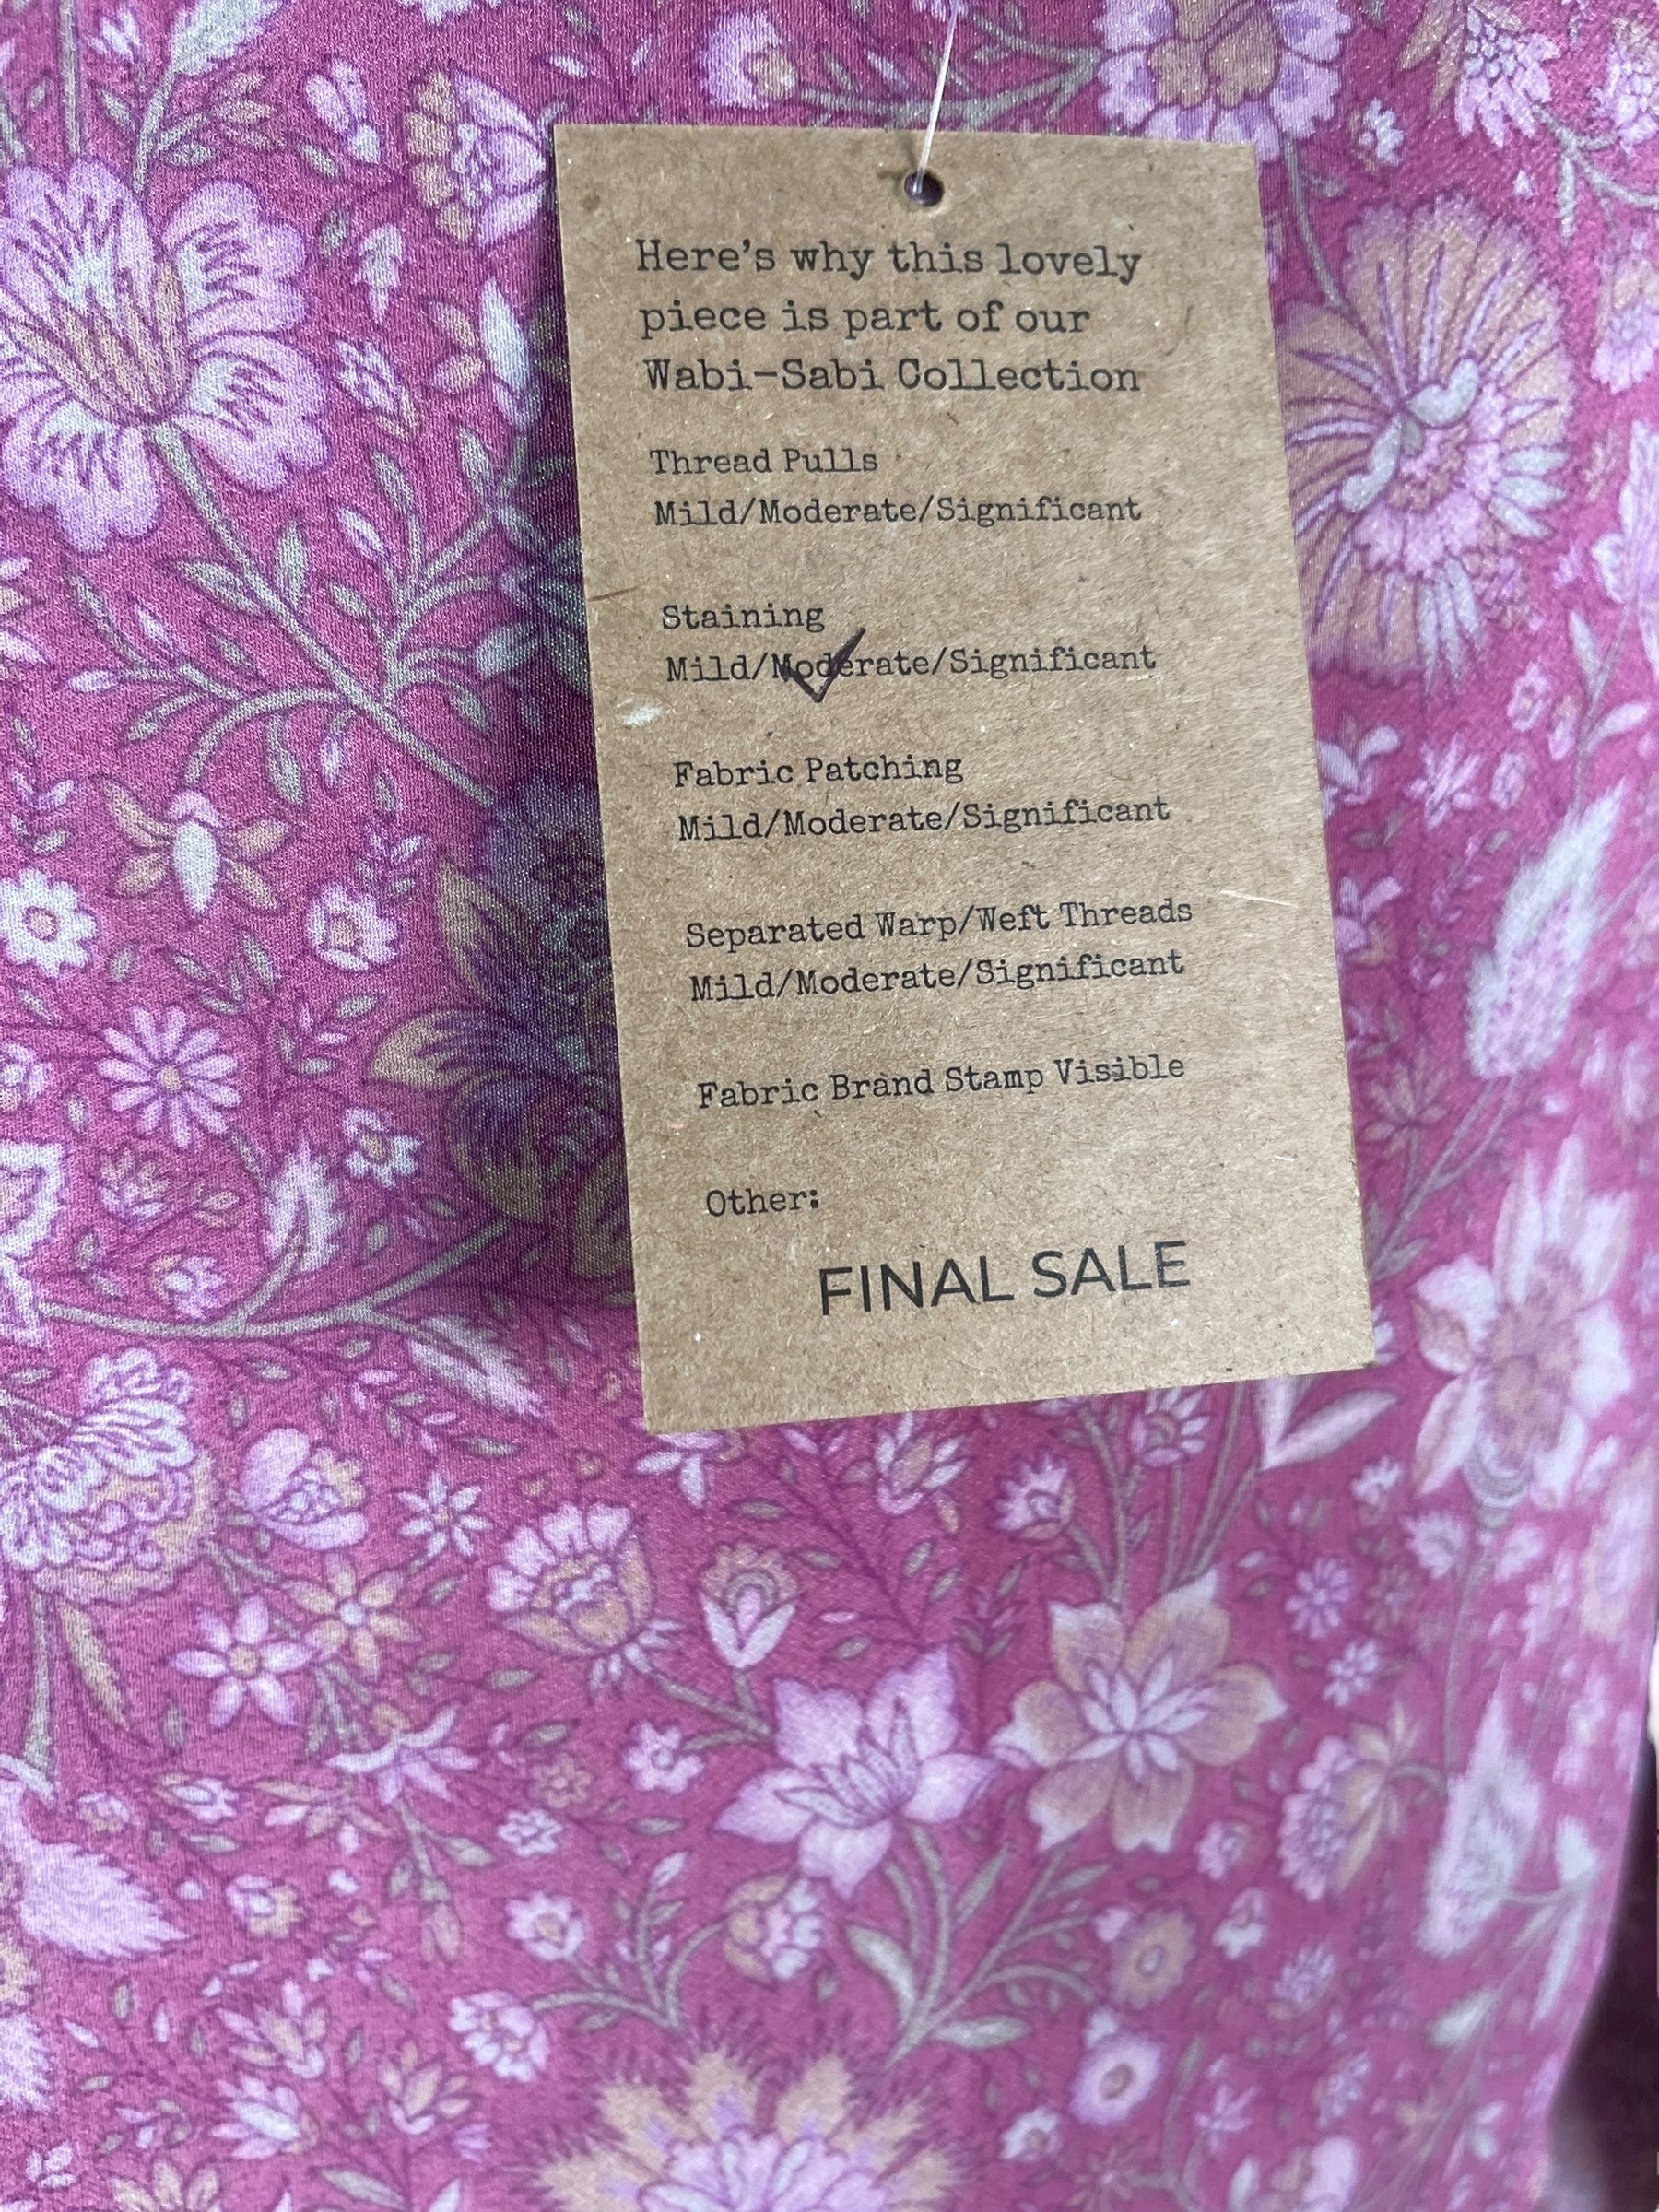 Here's why this lovely
piece is part of our
Wabi-Sabi Collection
Thread Pulls
Mild/Moderate/Significant
Staining
Mild/Moderate/Significant
Fabric Patching
Mild/Moderate/Significant
Separated Warp/Weft Threads
Mild/Moderate/Significant
Fabric Brand Stamp Visible
Other:
FINAL SALE